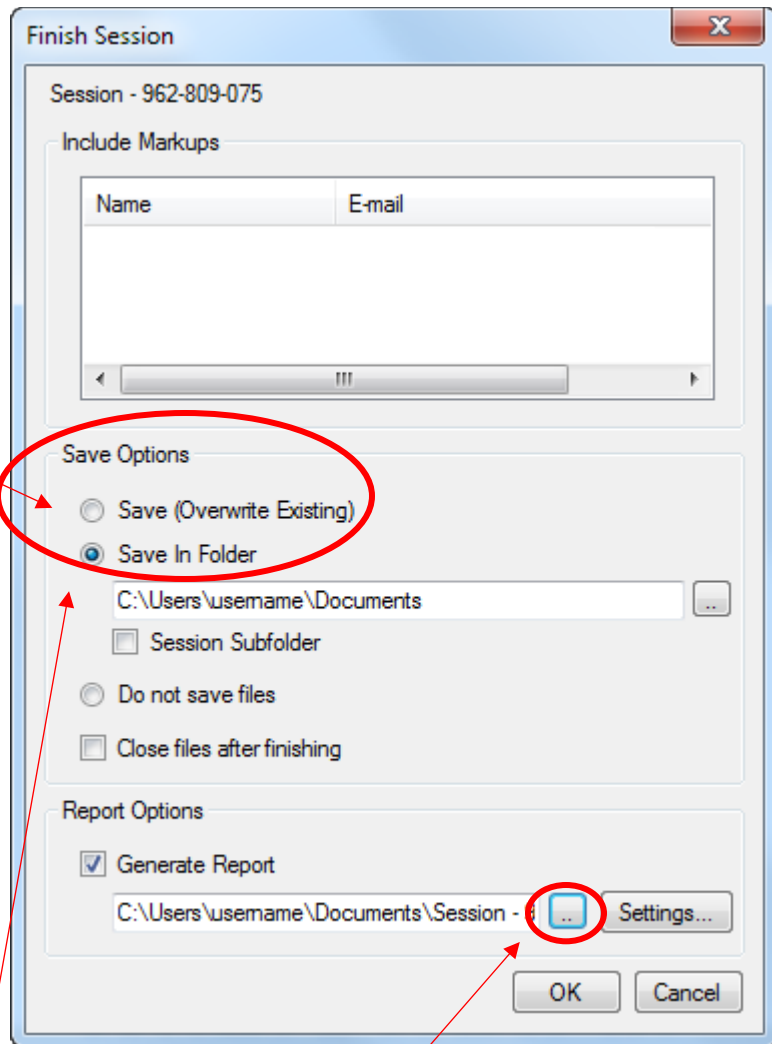 Finish Session
Session - 962-809-075
Include Markups
Name E-mail
Save Options
Save (Overwrite Existing)
Save In Folder
C:\Users\username\Documents
..
Session Subfolder
Do not save files
Close files after finishing
Report Options
Generate Report
C:\Users\username\Documents\Session - .. Settings...
OK Cancel